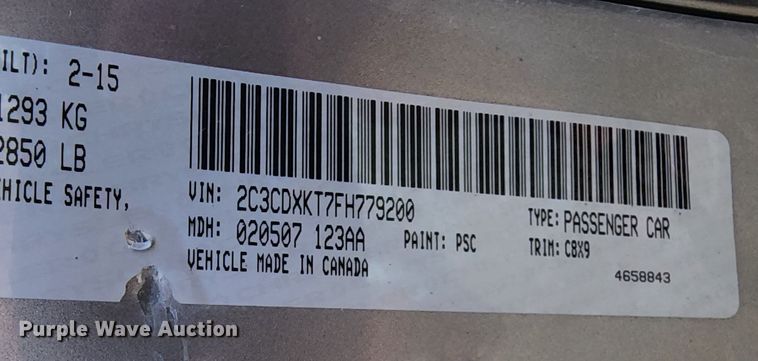 ILT): 2-15
1293 KG
2850 LB
EHICLE SAFETY,
VIN: 2C3CDXKT7FH779200
TYPE: PASSENGER CAR
MDH: 020507 123AA PAINT: PSC
TRIM: C8X9
VEHICLE MADE IN CANADA
4658843
Purple Wave Auction